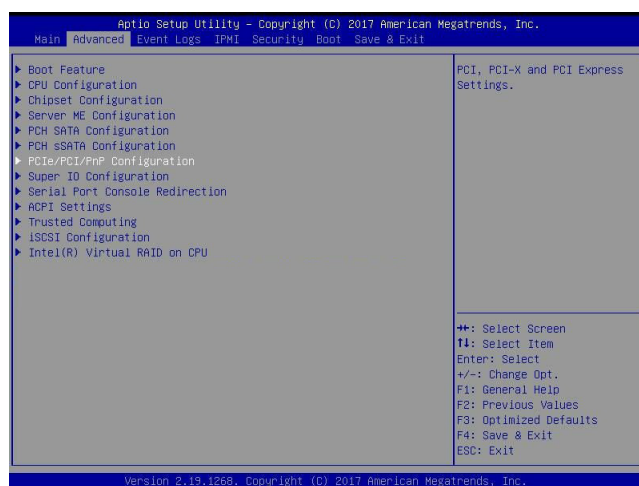 Aptio Setup Utility – Copyright (C) 2017 American Megatrends, Inc.
Main Advanced Event Logs IPMI Security Boot Save & Exit
▶ Boot Feature
▶ CPU Configuration
▶ Chipset Configuration
▶ Server ME Configuration
▶ PCH SATA Configuration
▶ PCH sSATA Configuration
▶ PCIe/PCI/PnP Configuration
▶ Super IO Configuration
▶ Serial Port Console Redirection
▶ ACPI Settings
▶ Trusted Computing
▶ iSCSI Configuration
▶ Intel(R) Virtual RAID on CPU
PCI, PCI-X and PCI Express
Settings.
→←: Select Screen
↑↓: Select Item
Enter: Select
+/-: Change Opt.
F1: General Help
F2: Previous Values
F3: Optimized Defaults
F4: Save & Exit
ESC: Exit
Version 2.19.1268. Copyright (C) 2017 American Megatrends, Inc.